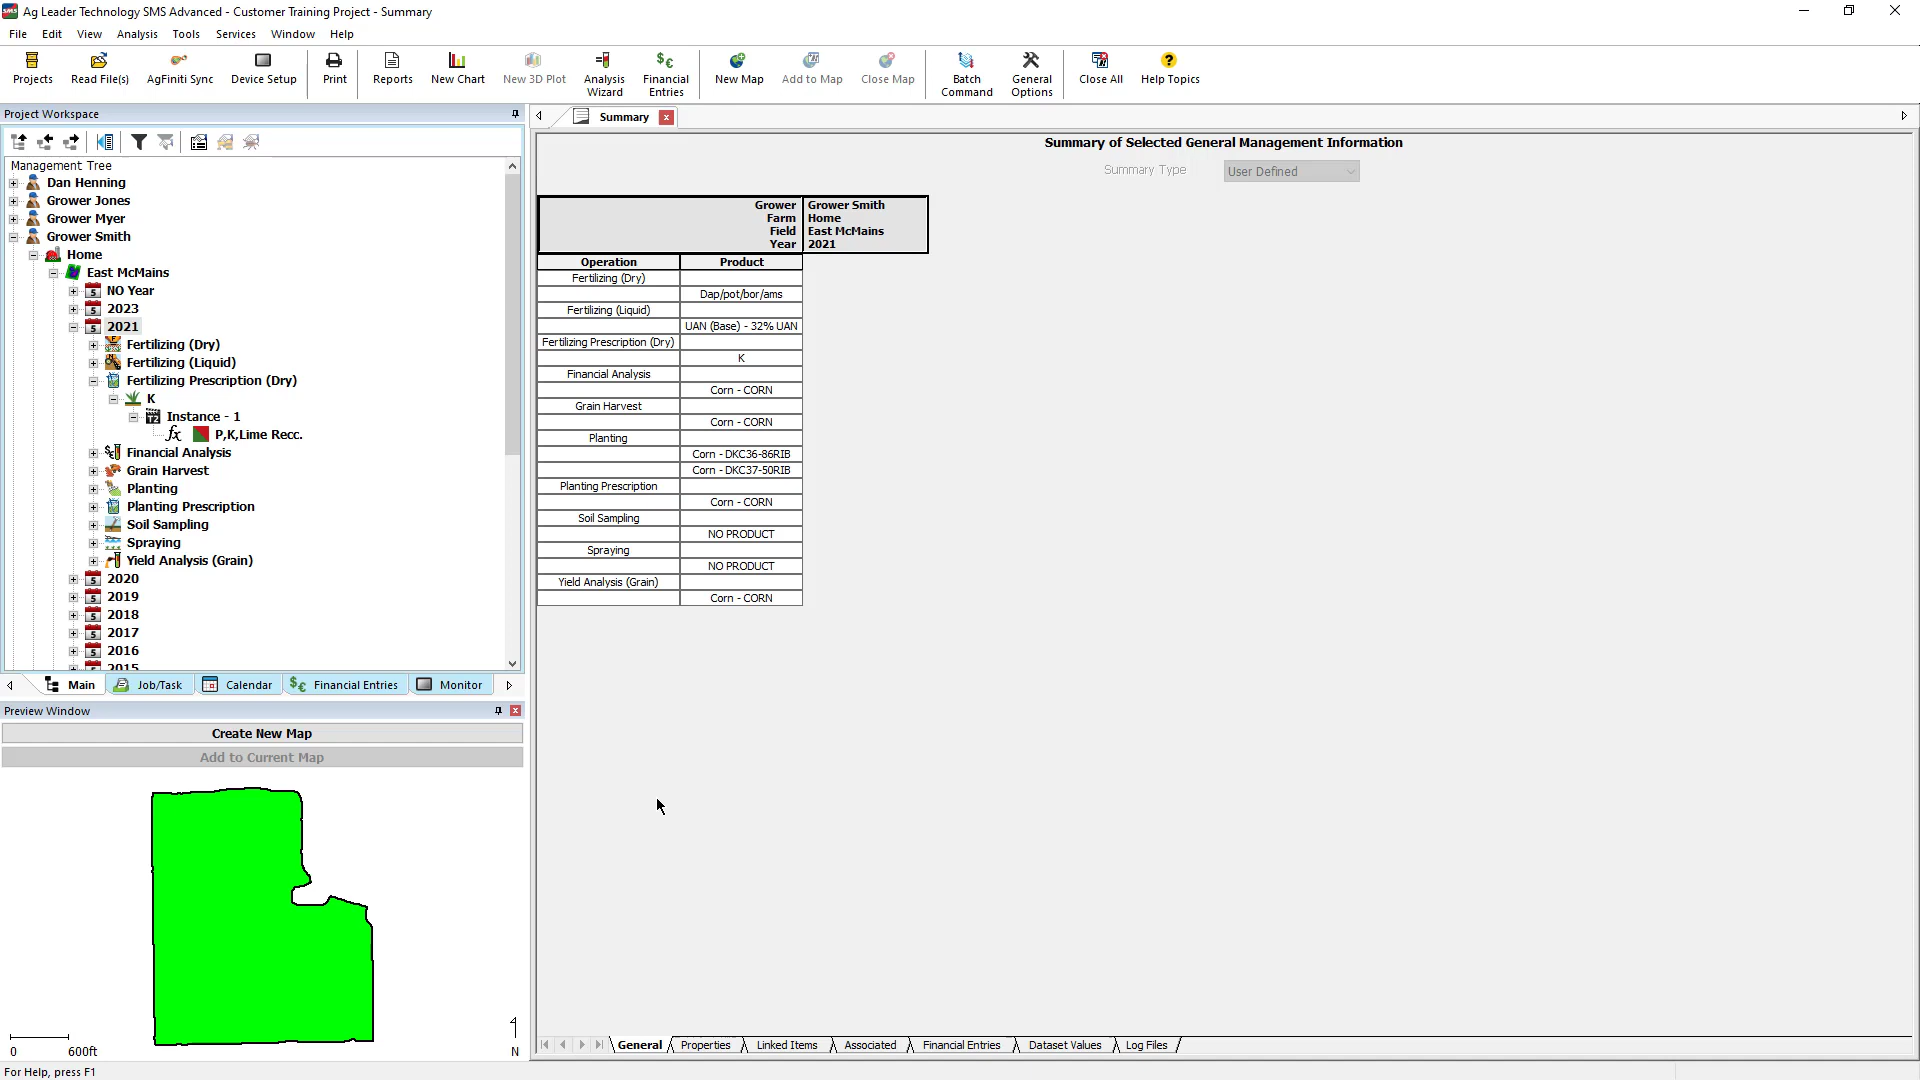 Ag Leader Technology SMS Advanced - Customer Training Project - Summary
File Edit View Analysis Tools Services Window Help
Projects Read File(s) AgFiniti Sync Device Setup Print Reports New Chart New 3D Plot Analysis Wizard Financial Entries New Map Add to Map Close Map Batch Command General Options Close All Help Topics
Project Workspace
Management Tree
Dan Henning
Grower Jones
Grower Myer
Grower Smith
Home
East McMains
NO Year
2023
2021
Fertilizing (Dry)
Fertilizing (Liquid)
Fertilizing Prescription (Dry)
K
Instance - 1
fx P,K,Lime Recc.
Financial Analysis
Grain Harvest
Planting
Planting Prescription
Soil Sampling
Spraying
Yield Analysis (Grain)
2020
2019
2018
2017
2016
2015
Main Job/Task Calendar Financial Entries Monitor
Preview Window
Create New Map
Add to Current Map
0 600ft
N
Summary
Summary of Selected General Management Information
Summary Type User Defined
Grower Grower Smith
Farm Home
Field East McMains
Year 2021
Operation Product
Fertilizing (Dry)
Dap/pot/bor/ams
Fertilizing (Liquid)
UAN (Base) - 32% UAN
Fertilizing Prescription (Dry)
K
Financial Analysis
Corn - CORN
Grain Harvest
Corn - CORN
Planting
Corn - DKC36-86RIB
Corn - DKC37-50RIB
Planting Prescription
Corn - CORN
Soil Sampling
NO PRODUCT
Spraying
NO PRODUCT
Yield Analysis (Grain)
Corn - CORN
General Properties Linked Items Associated Financial Entries Dataset Values Log Files
For Help, press F1